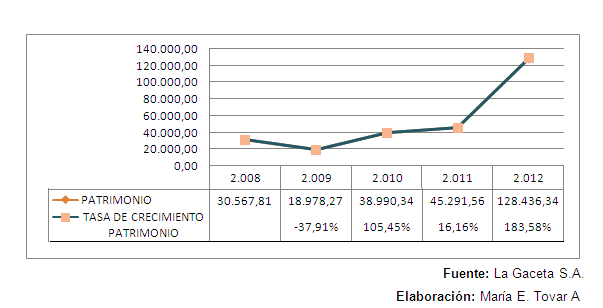 140.000,00
120.000,00
100.000,00
80.000,00
60.000,00
40.000,00
20.000,00
0,00
2.008 2.009 2.010 2.011 2.012
PATRIMONIO 30.567,81 18.978,27 38.990,34 45.291,56 128.436,34
TASA DE CRECIMIENTO PATRIMONIO -37,91% 105,45% 16,16% 183,58%
Fuente: La Gaceta S.A.
Elaboración: María E. Tovar A